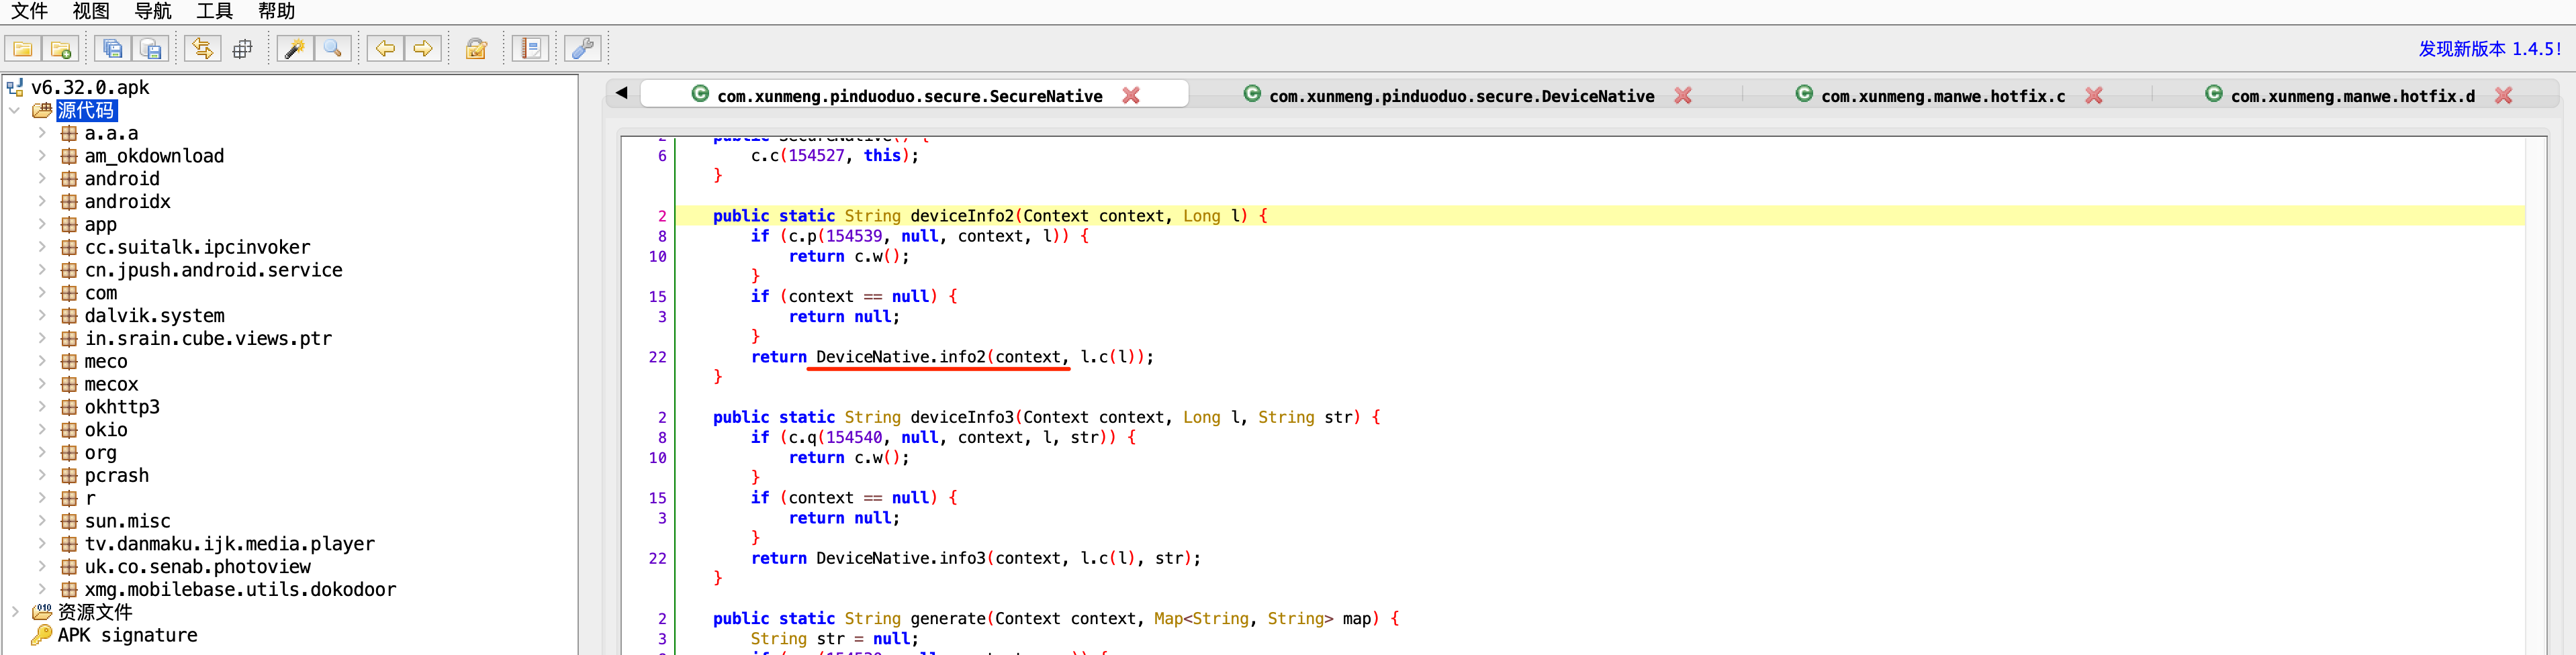 文件 视图 导航 工具 帮助
发现新版本 1.4.5!
v6.32.0.apk
源代码
a.a.a
am_okdownload
android
androidx
app
cc.suitalk.ipcinvoker
cn.jpush.android.service
com
dalvik.system
in.srain.cube.views.ptr
meco
mecox
okhttp3
okio
org
pcrash
r
sun.misc
tv.danmaku.ijk.media.player
uk.co.senab.photoview
xmg.mobilebase.utils.dokodoor
资源文件
APK signature
com.xunmeng.pinduoduo.secure.SecureNative com.xunmeng.pinduoduo.secure.DeviceNative com.xunmeng.manwe.hotfix.c com.xunmeng.manwe.hotfix.d
2 public SecureNative() {
6 c.c(154527, this);
}
2 public static String deviceInfo2(Context context, Long l) {
8 if (c.p(154539, null, context, l)) {
10 return c.w();
}
15 if (context == null) {
3 return null;
}
22 return DeviceNative.info2(context, l.c(l));
}
2 public static String deviceInfo3(Context context, Long l, String str) {
8 if (c.q(154540, null, context, l, str)) {
10 return c.w();
}
15 if (context == null) {
3 return null;
}
22 return DeviceNative.info3(context, l.c(l), str);
}
2 public static String generate(Context context, Map<String, String> map) {
3 String str = null;